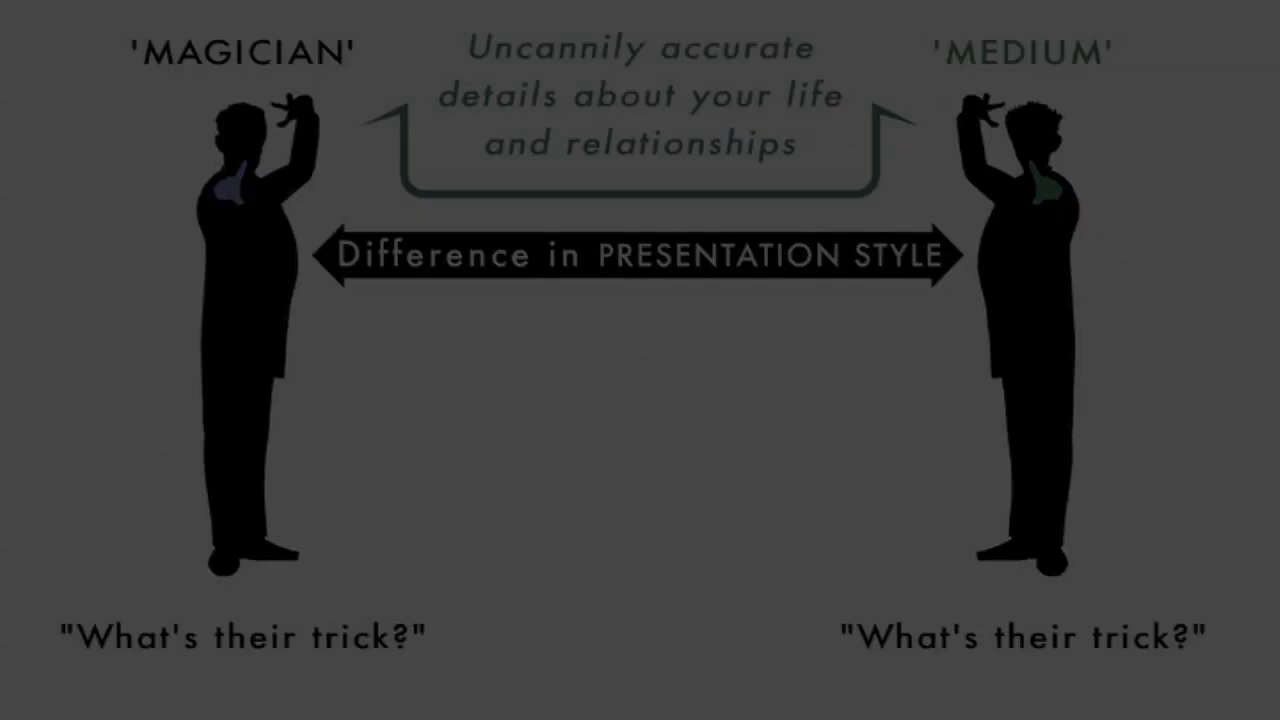 'MAGICIAN'
Uncannily accurate
details about your life
and relationships
'MEDIUM'
Difference in PRESENTATION STYLE
"What's their trick?"
"What's their trick?"